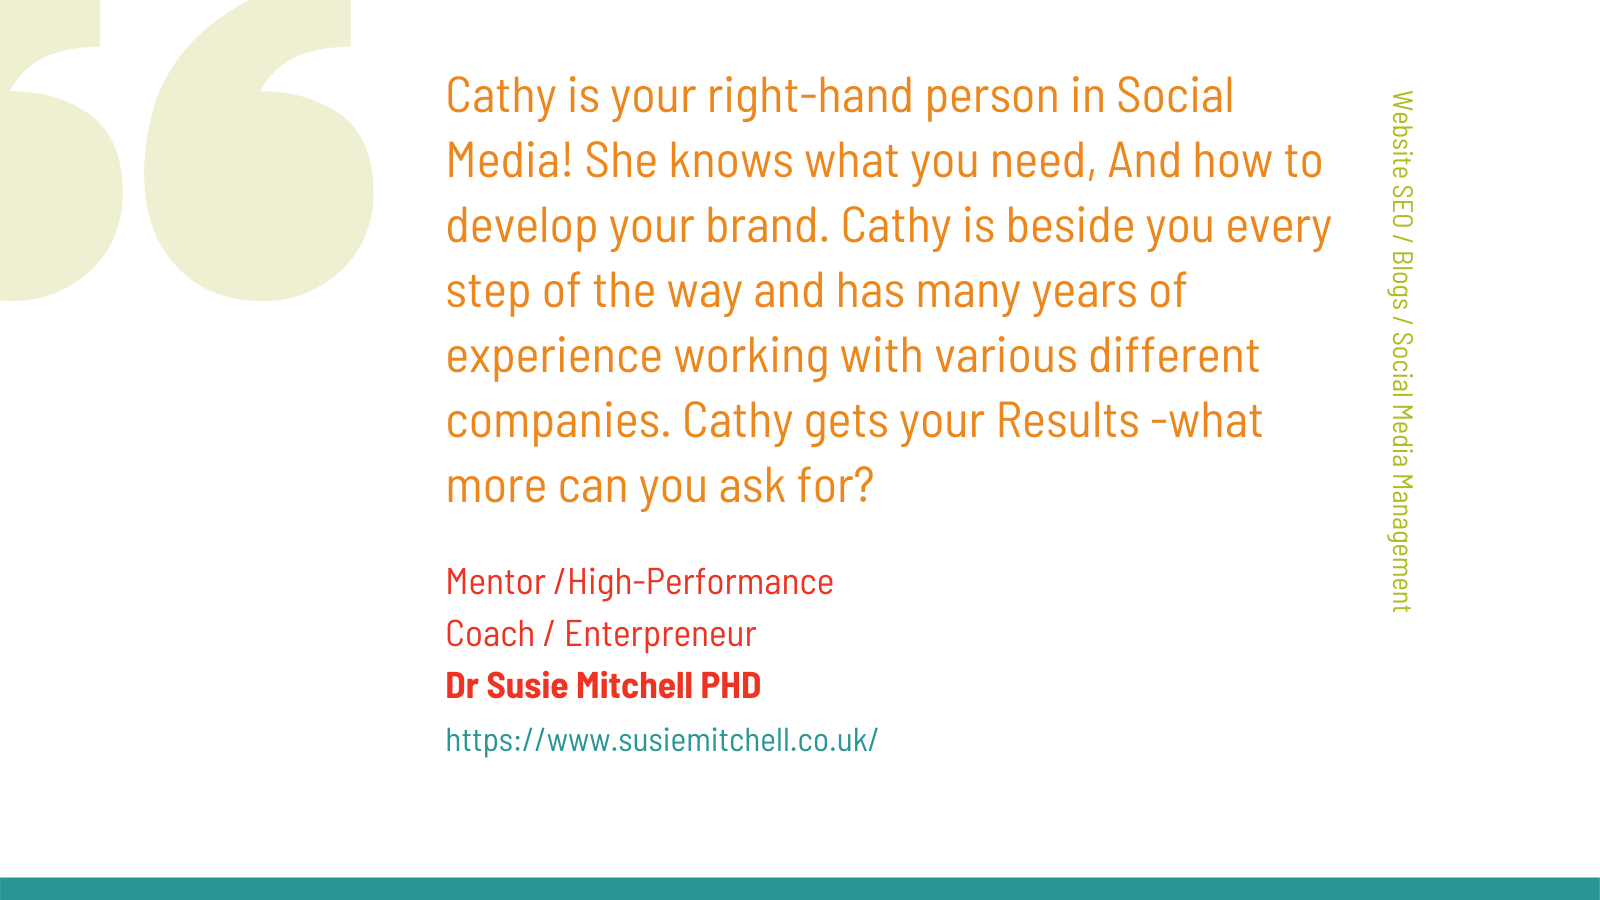 Cathy is your right-hand person in Social
Media! She knows what you need, And how to
develop your brand. Cathy is beside you every
step of the way and has many years of
experience working with various different
companies. Cathy gets your Results -what
more can you ask for?
Mentor /High-Performance
Coach / Enterpreneur
Dr Susie Mitchell PHD
https://www.susiemitchell.co.uk/
Website SEO / Blogs / Social Media Management